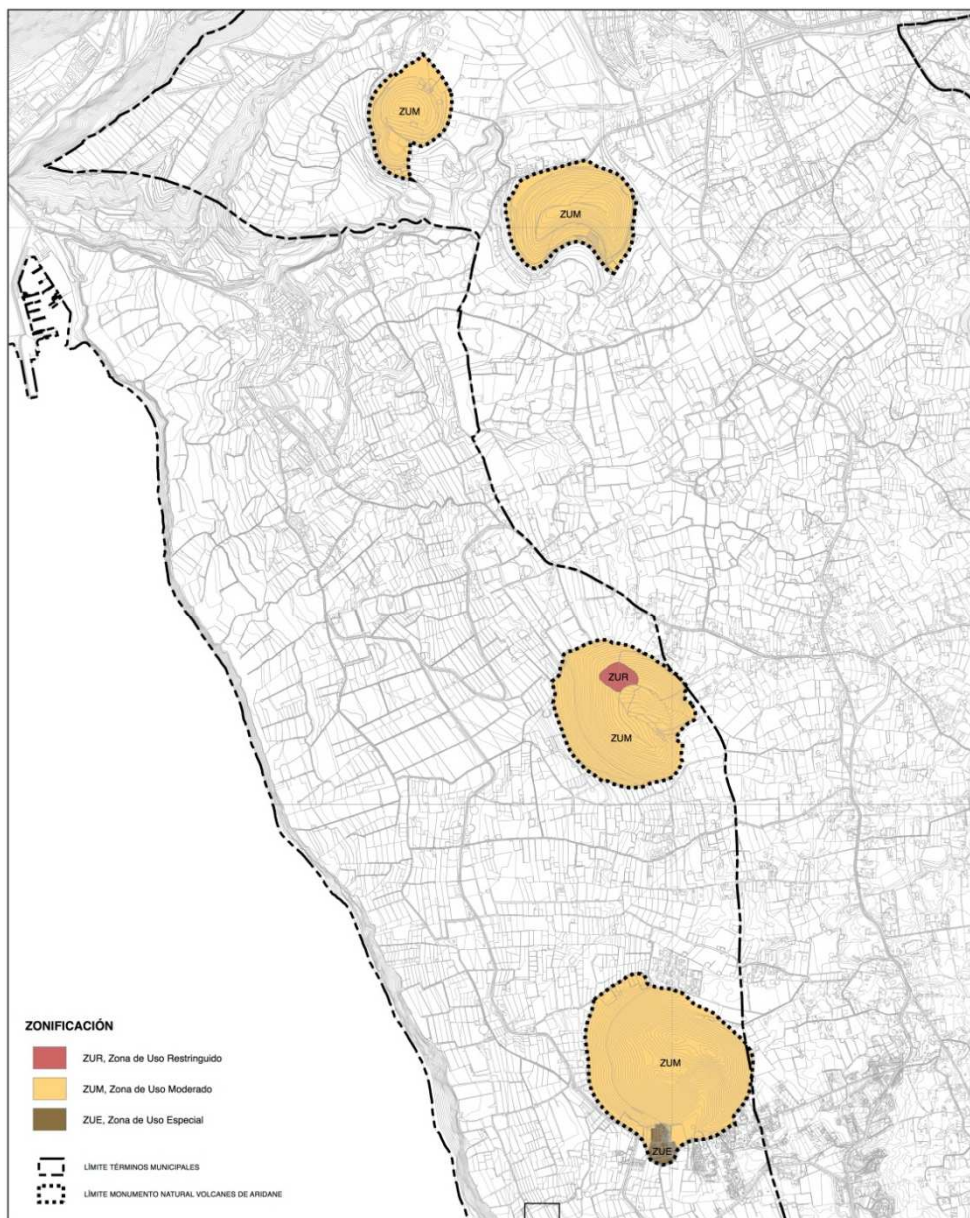 ZUM
ZUM
ZUR
ZUM
ZUM
ZUE
ZONIFICACIÓN
ZUR, Zona de Uso Restringuido
ZUM, Zona de Uso Moderado
ZUE, Zona de Uso Especial
LÍMITE TÉRMINOS MUNICIPALES
LÍMITE MONUMENTO NATURAL VOLCANES DE ARIDANE